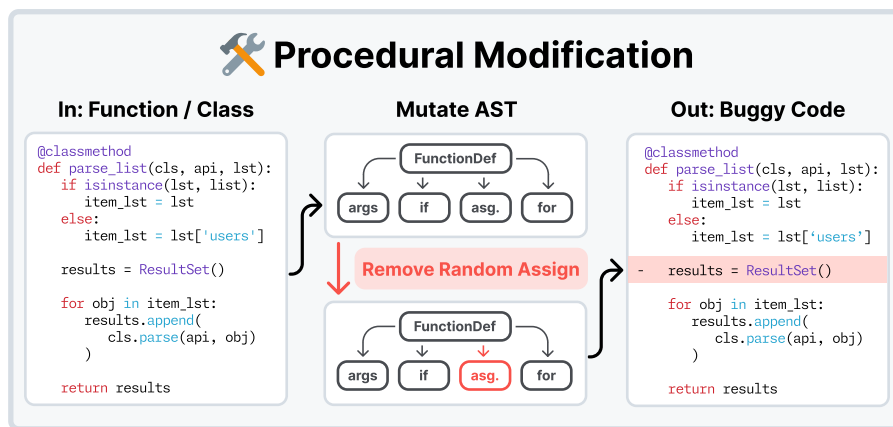 🛠️ Procedural Modification
In: Function / Class
@classmethod
def parse_list(cls, api, lst):
   if isinstance(lst, list):
      item_lst = lst
   else:
      item_lst = lst['users']
   results = ResultSet()
   for obj in item_lst:
      results.append(
         cls.parse(api, obj)
      )
   return results
Mutate AST
FunctionDef
args if asg. for
Remove Random Assign
FunctionDef
args if asg. for
Out: Buggy Code
@classmethod
def parse_list(cls, api, lst):
   if isinstance(lst, list):
      item_lst = lst
   else:
      item_lst = lst[‘users’]
-  results = ResultSet()
   for obj in item_lst:
      results.append(
         cls.parse(api, obj)
      )
   return results